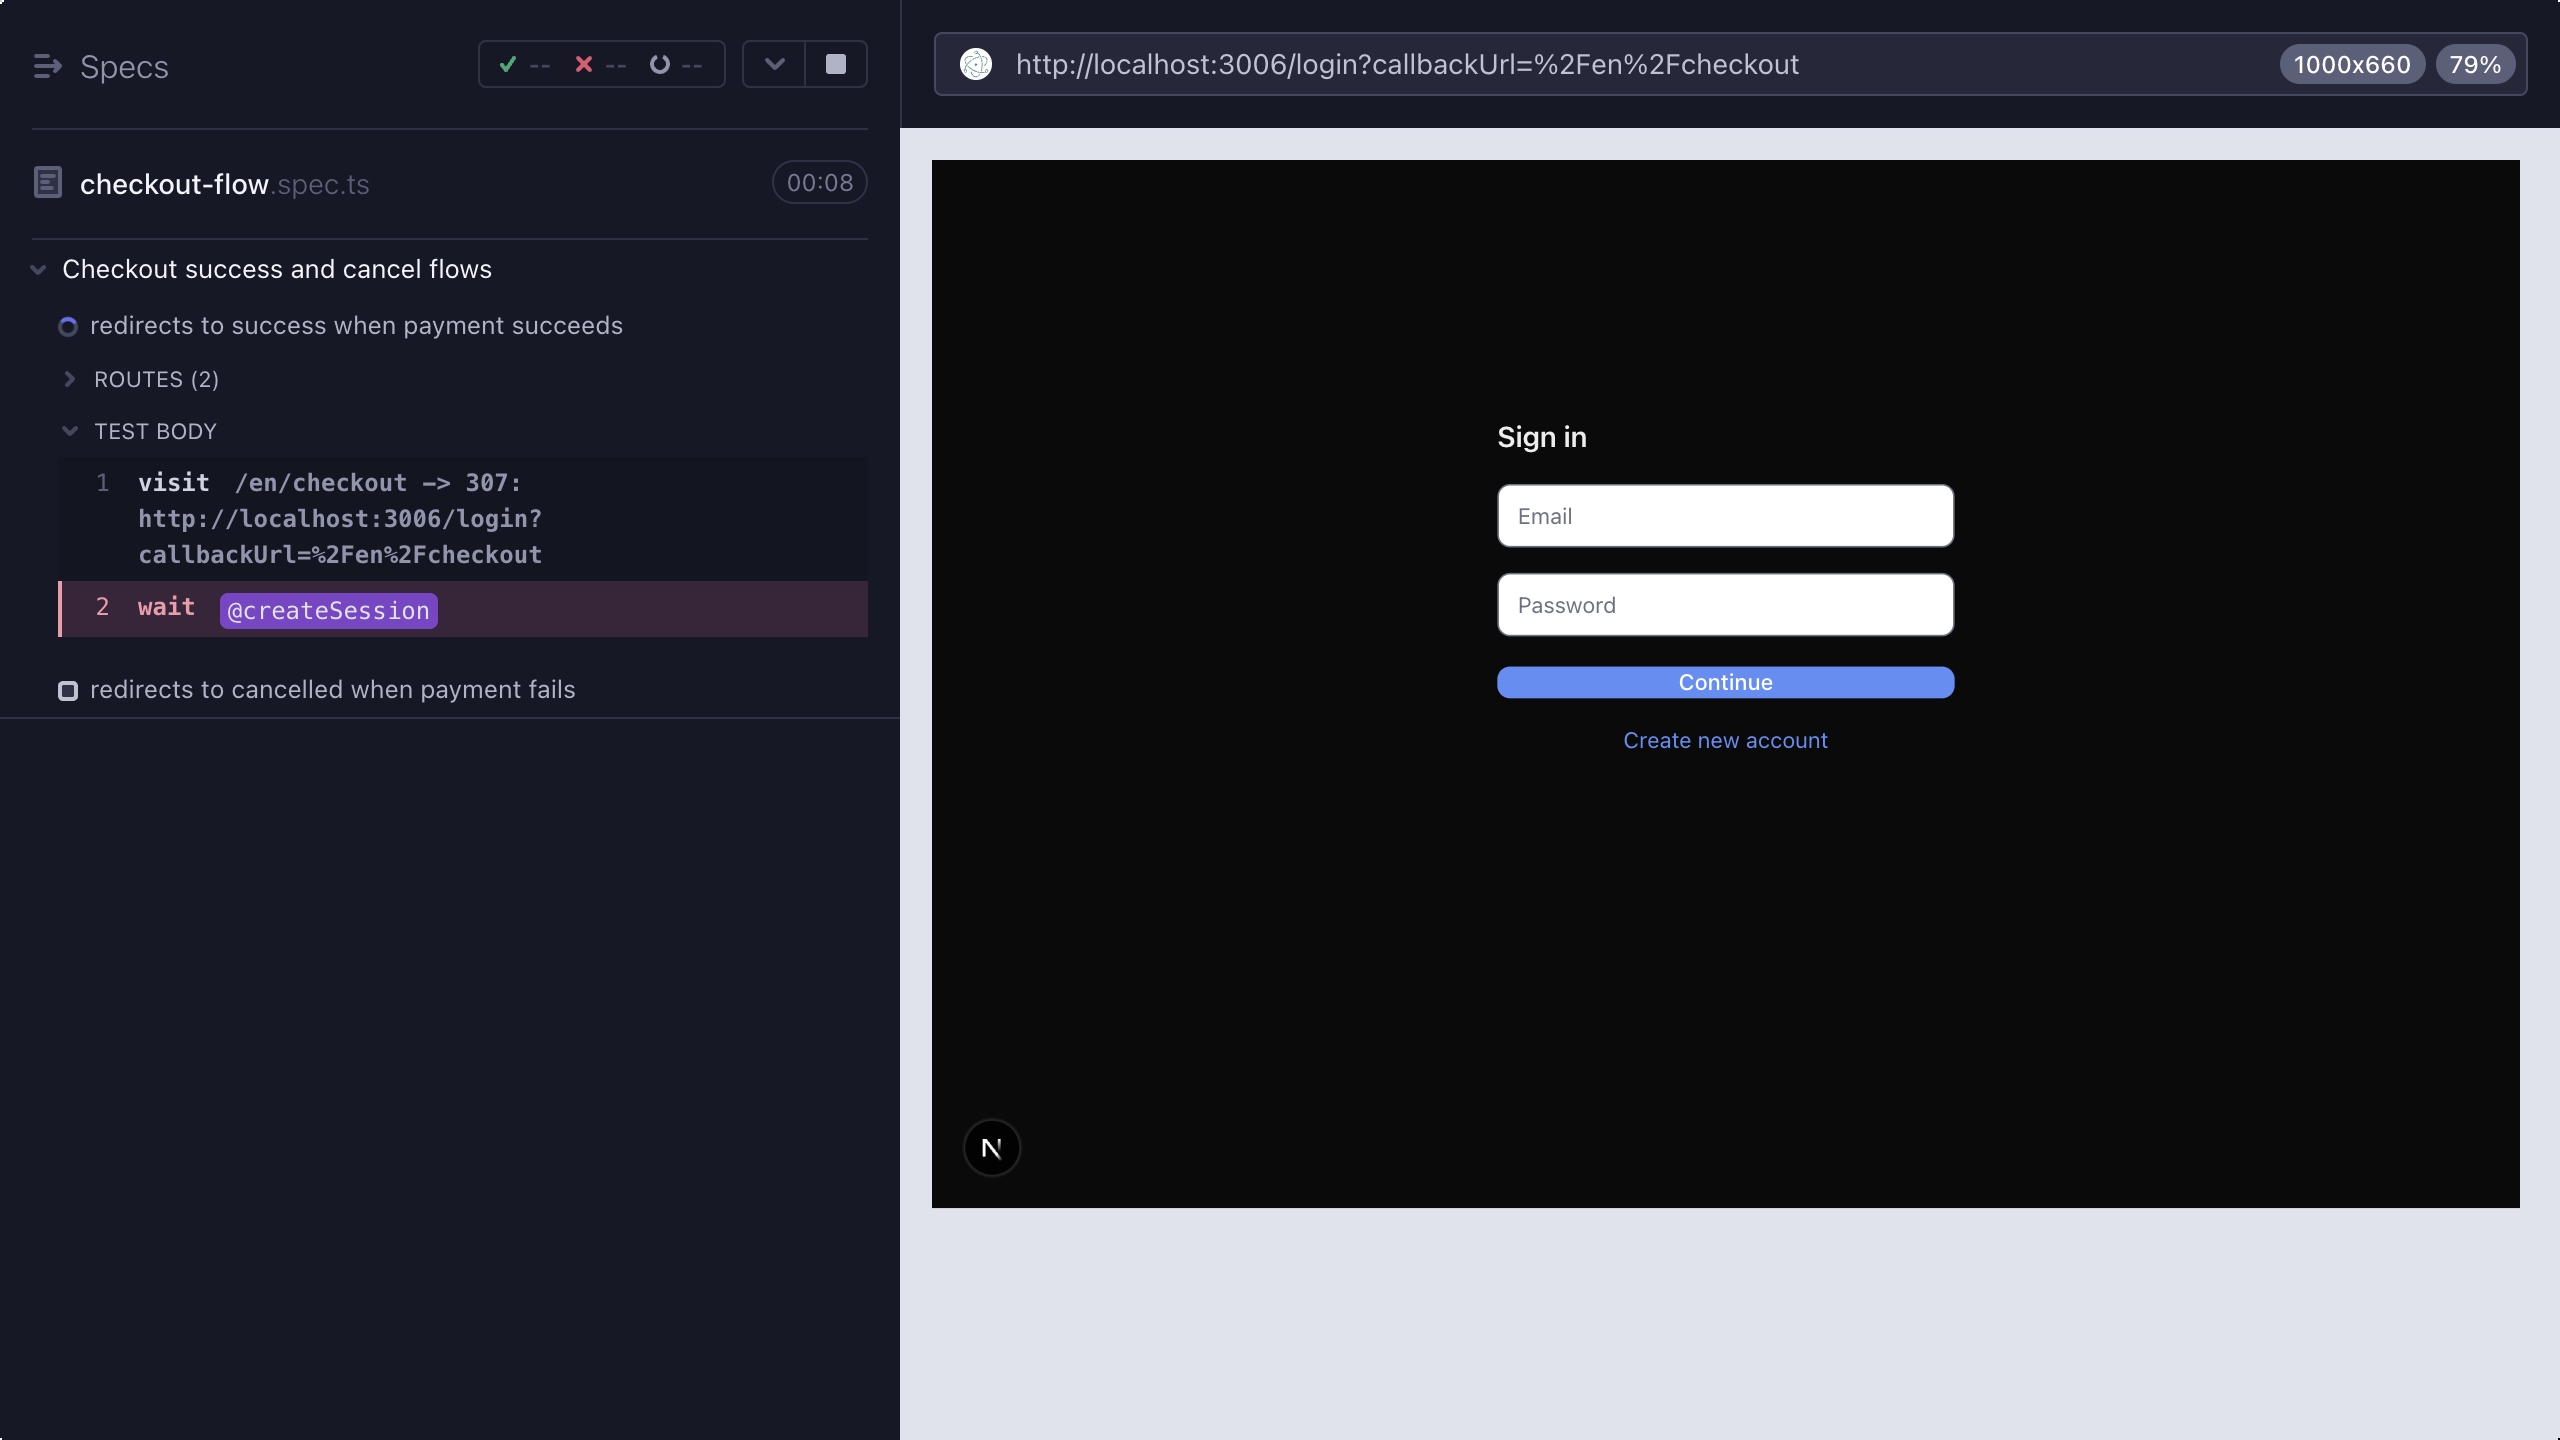 Specs
-- -- --
checkout-flow.spec.ts
00:08
Checkout success and cancel flows
redirects to success when payment succeeds
ROUTES (2)
TEST BODY
1 visit /en/checkout -> 307:
http://localhost:3006/login?
callbackUrl=%2Fen%2Fcheckout
2 wait @createSession
redirects to cancelled when payment fails
http://localhost:3006/login?callbackUrl=%2Fen%2Fcheckout
1000x660
79%
Sign in
Email
Password
Continue
Create new account
N